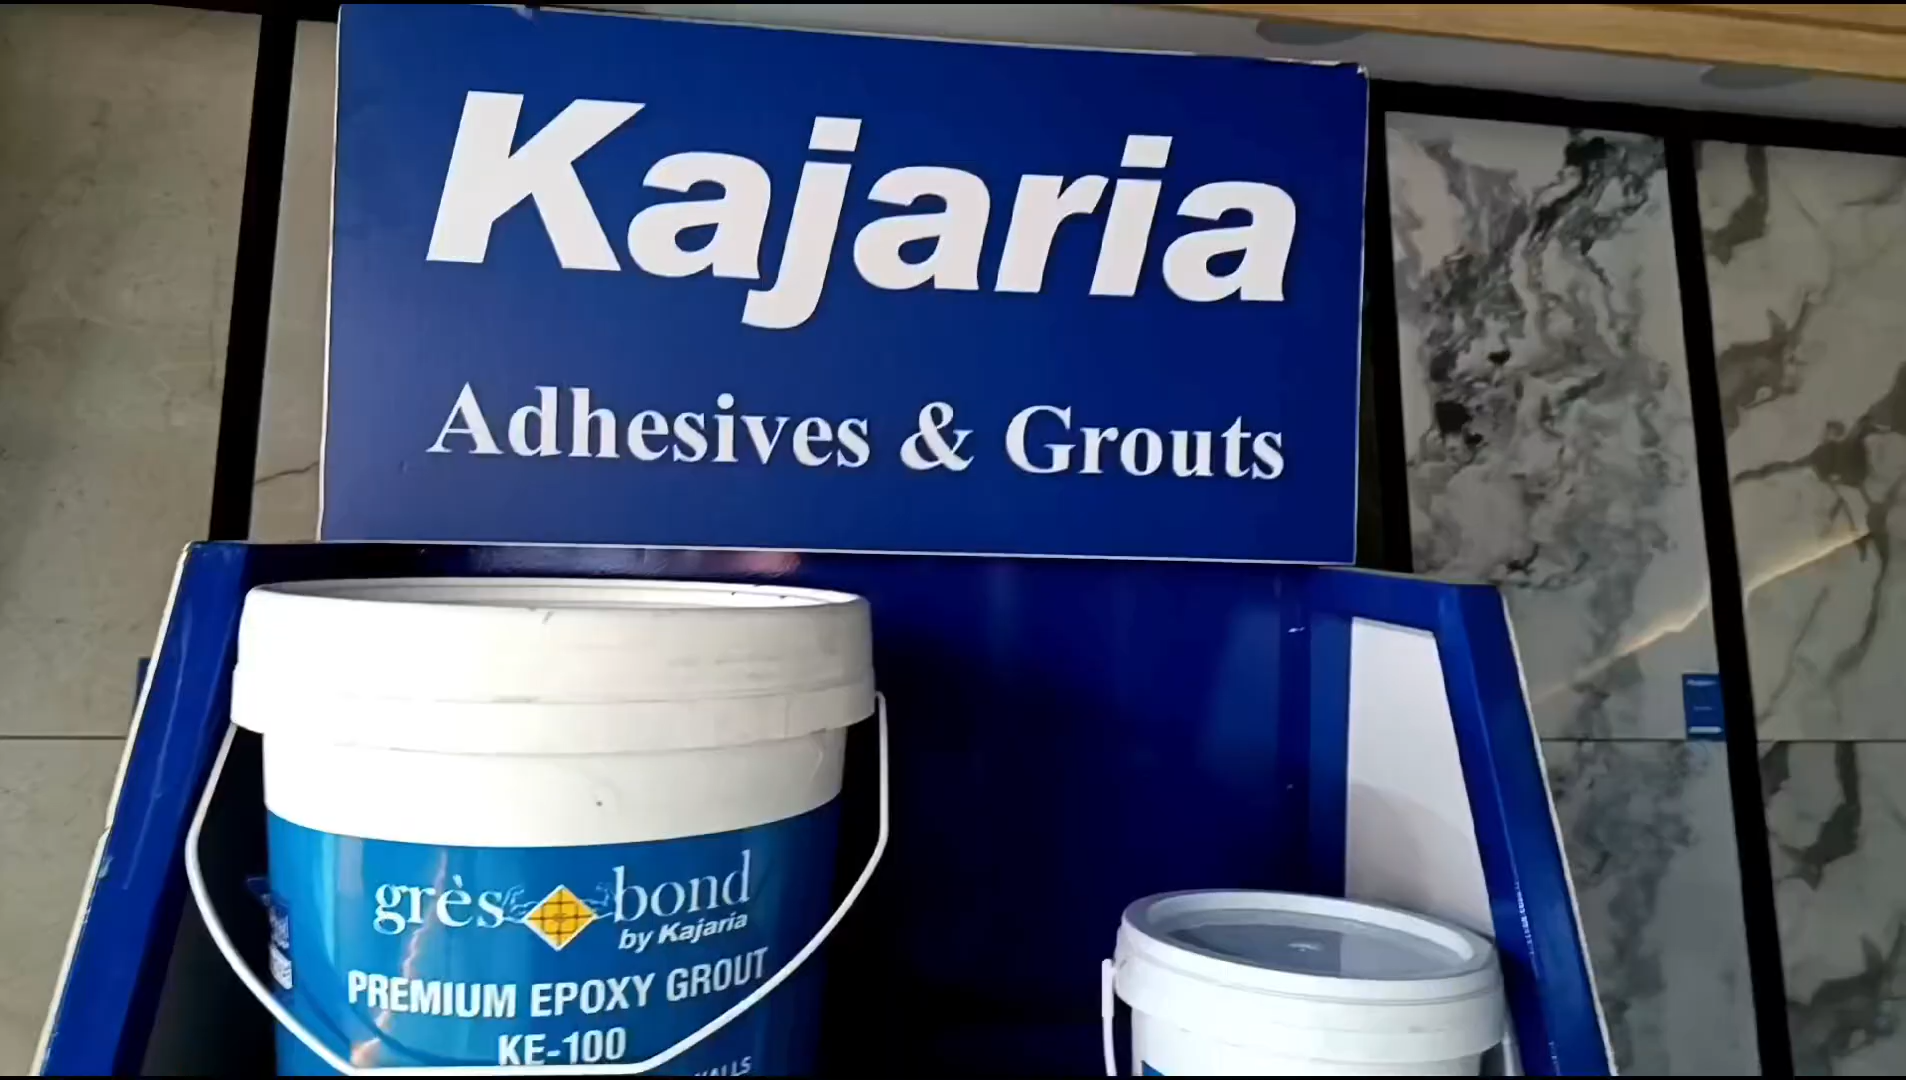 Kajaria
Adhesives & Grouts
grès bond
by Kajaria
PREMIUM EPOXY GROUT
KE-100